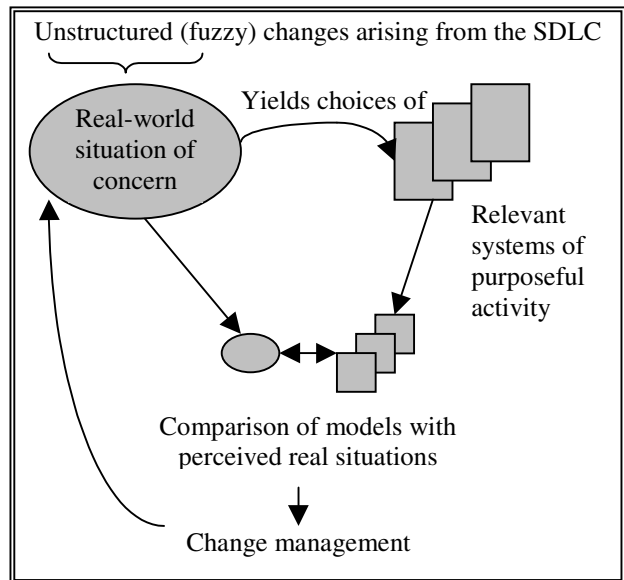 Unstructured (fuzzy) changes arising from the SDLC
Yields choices of
Real-world
situation of
concern
Relevant
systems of
purposeful
activity
Comparison of models with
perceived real situations
Change management